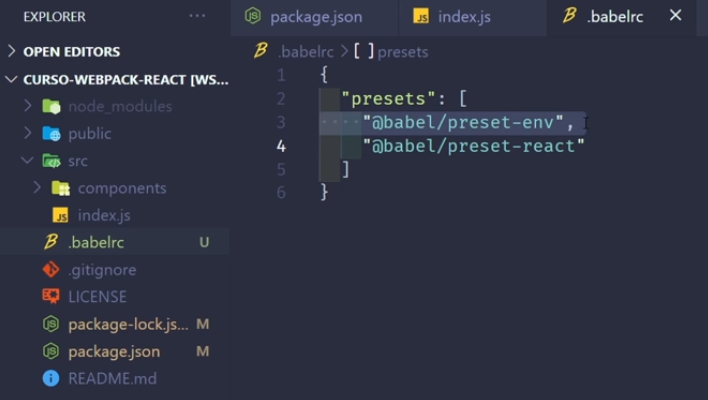 EXPLORER
···
OPEN EDITORS
CURSO-WEBPACK-REACT [WS...
node_modules
public
src
components
index.js
.babelrc U
.gitignore
LICENSE
package-lock.js... M
package.json M
README.md
package.json
index.js
.babelrc
.babelrc > [ ] presets
1 {
2 "presets": [
3 "@babel/preset-env",
4 "@babel/preset-react"
5 ]
6 }